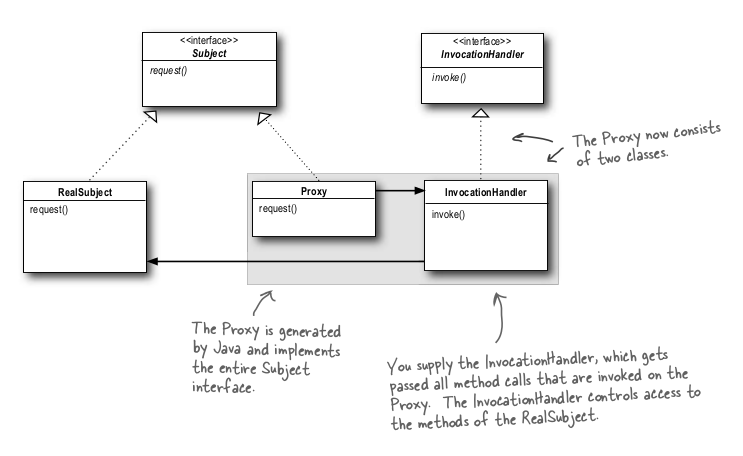 <<interface>>
Subject
request()
<<interface>>
InvocationHandler
invoke()
The Proxy now consists
of two classes.
RealSubject
request()
Proxy
request()
InvocationHandler
invoke()
The Proxy is generated
by Java and implements
the entire Subject
interface.
You supply the InvocationHandler, which gets
passed all method calls that are invoked on the
Proxy. The InvocationHandler controls access to
the methods of the RealSubject.